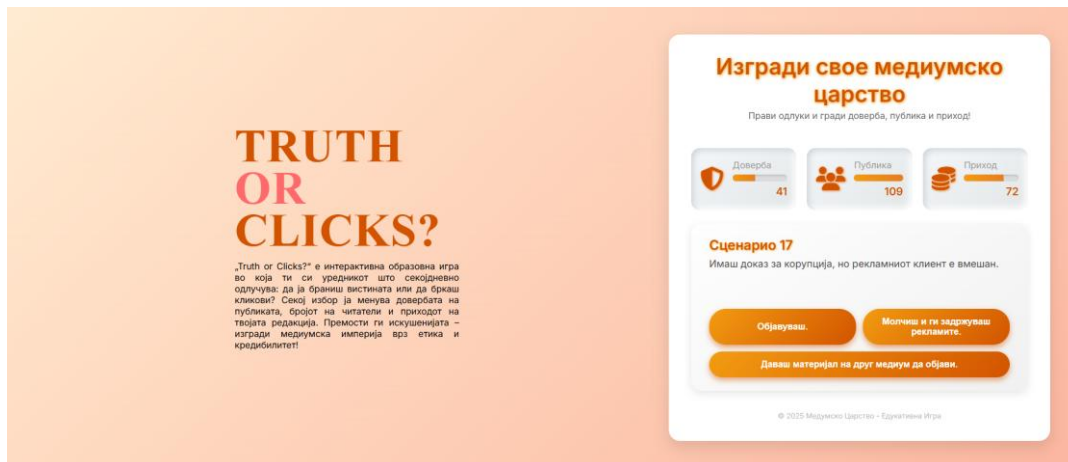 TRUTH
OR
CLICKS?
„Truth or Clicks?“ е интерактивна образовна игра
во која ти си уредникот што секојдневно
одлучува: да ја браниш вистината или да бркаш
кликови? Секој избор ја менува довербата на
публиката, бројот на читатели и приходот на
твојата редакција. Премости ги искушенијата –
изгради медиумска империја врз етика и
кредибилитет!
Изгради свое медиумско
царство
Прави одлуки и гради доверба, публика и приход!
Доверба
41
Публика
109
Приход
72
Сценарио 17
Имаш доказ за корупција, но рекламниот клиент е вмешан.
Објавуваш.
Молчиш и ги задржуваш
рекламите.
Даваш материјал на друг медиум да објави.
© 2025 Медумско Царство – Едукативна Игра